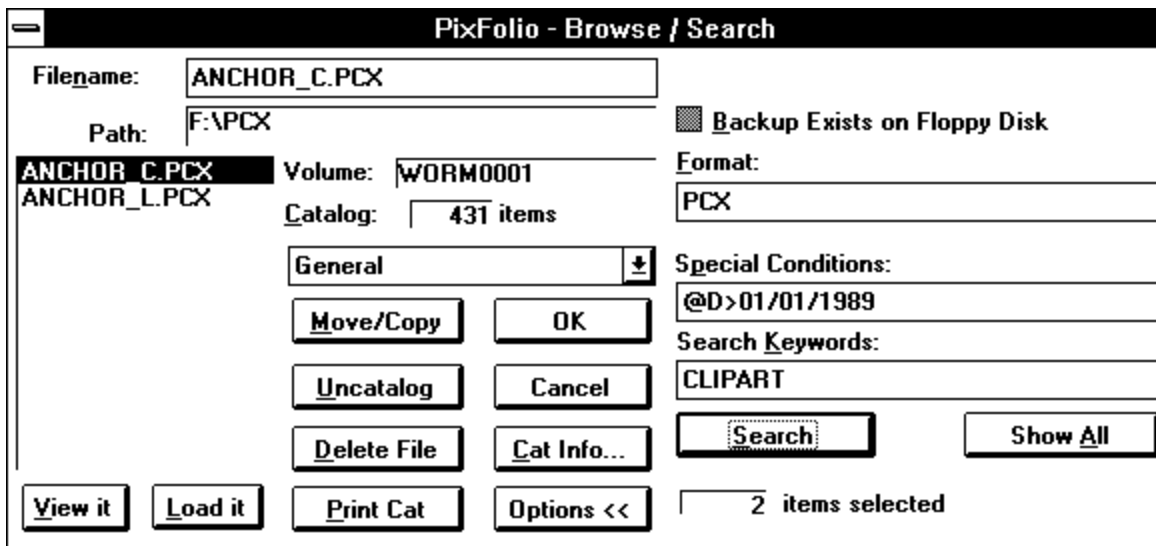 PixFolio - Browse / Search
Filename: ANCHOR_C.PCX
Path: F:\PCX
Backup Exists on Floppy Disk
ANCHOR_C.PCX
ANCHOR_L.PCX
Volume: WORM0001
Catalog: 431 items
General
Format:
PCX
Special Conditions:
@D>01/01/1989
Search Keywords:
CLIPART
Move/Copy OK
Uncatalog Cancel
Delete File Cat Info...
Print Cat Options <<
Search Show All
View it Load it
2 items selected